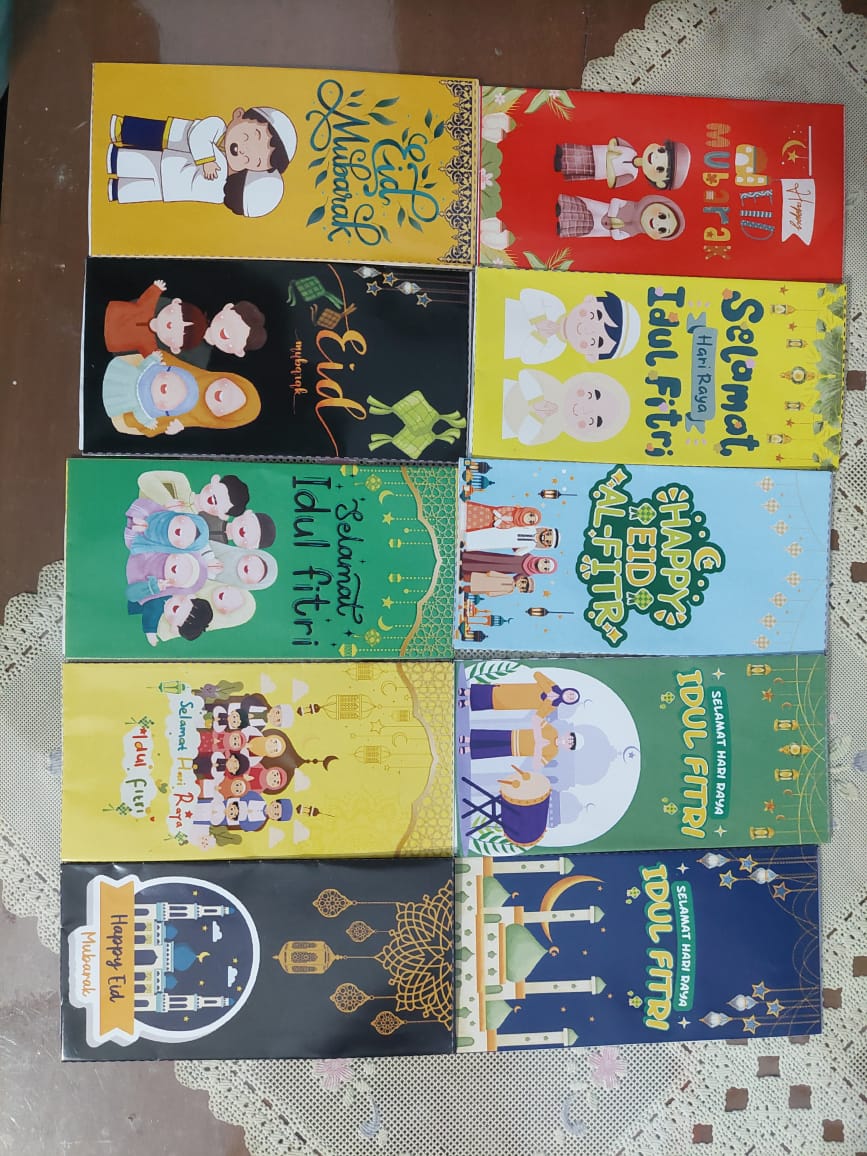 Happy
EID
MUBARAK
Selamat
Hari Raya
Idul Fitri
HAPPY
EID
AL-FITR
SELAMAT HARI RAYA
IDUL FITRI
SELAMAT HARI RAYA
IDUL FITRI
Eid
Mubarak
Eid
mubarak
Selamat
Idul fitri
Selamat Hari Raya
Idul fitri
Happy Eid
Mubarak